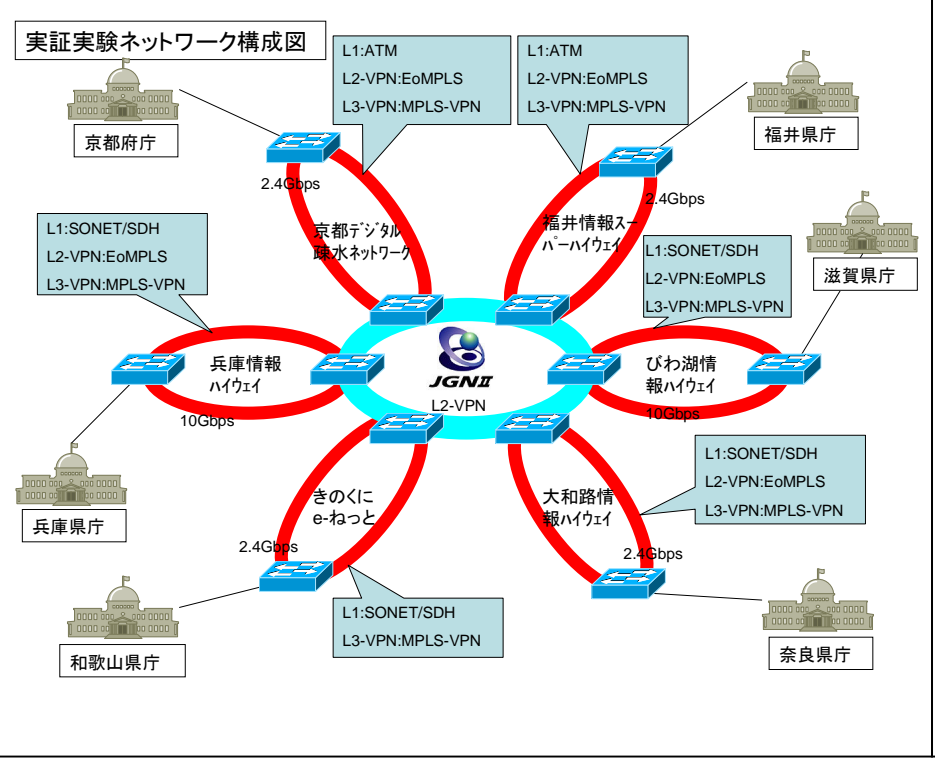 実証実験ネットワーク構成図
L1:ATM
L2-VPN:EoMPLS
L3-VPN:MPLS-VPN
L1:ATM
L2-VPN:EoMPLS
L3-VPN:MPLS-VPN
京都府庁
福井県庁
2.4Gbps
2.4Gbps
京都デジタル
疎水ネットワーク
福井情報スー
パーハイウェイ
L1:SONET/SDH
L2-VPN:EoMPLS
L3-VPN:MPLS-VPN
L1:SONET/SDH
L2-VPN:EoMPLS
L3-VPN:MPLS-VPN
滋賀県庁
兵庫情報
ハイウェイ
JGNⅡ
L2-VPN
びわ湖情
報ハイウェイ
10Gbps
10Gbps
兵庫県庁
きのくに
e-ねっと
大和路情
報ハイウェイ
L1:SONET/SDH
L2-VPN:EoMPLS
L3-VPN:MPLS-VPN
2.4Gbps
2.4Gbps
L1:SONET/SDH
L3-VPN:MPLS-VPN
和歌山県庁
奈良県庁